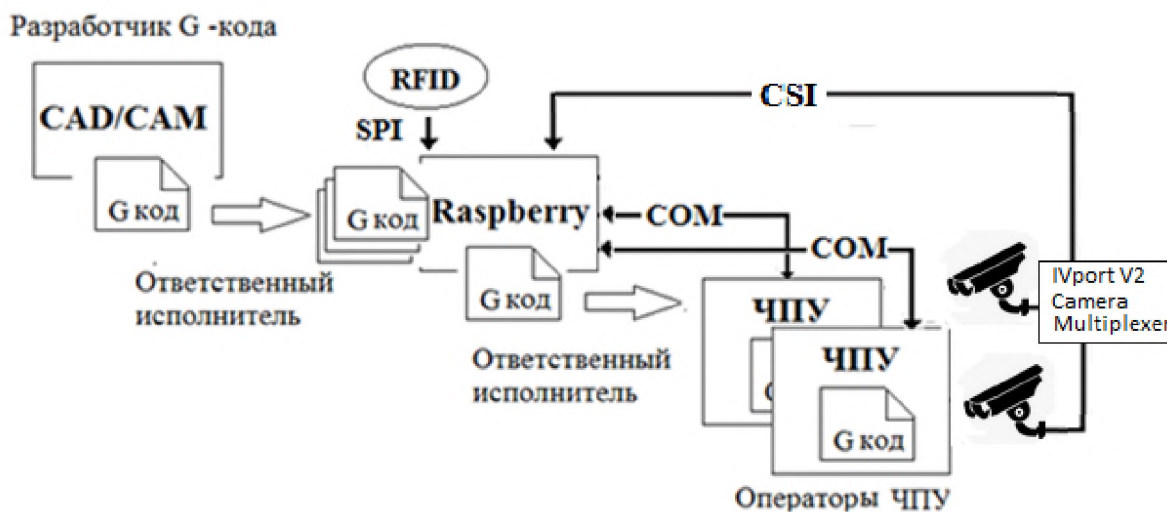 Разработчик G -кода
CAD/CAM
G код
RFID
SPI
CSI
G код
Raspberry
COM
COM
Ответственный
исполнитель
G код
Ответственный
исполнитель
ЧПУ
ЧПУ
G код
Операторы ЧПУ
IVport V2
Camera
Multiplexer